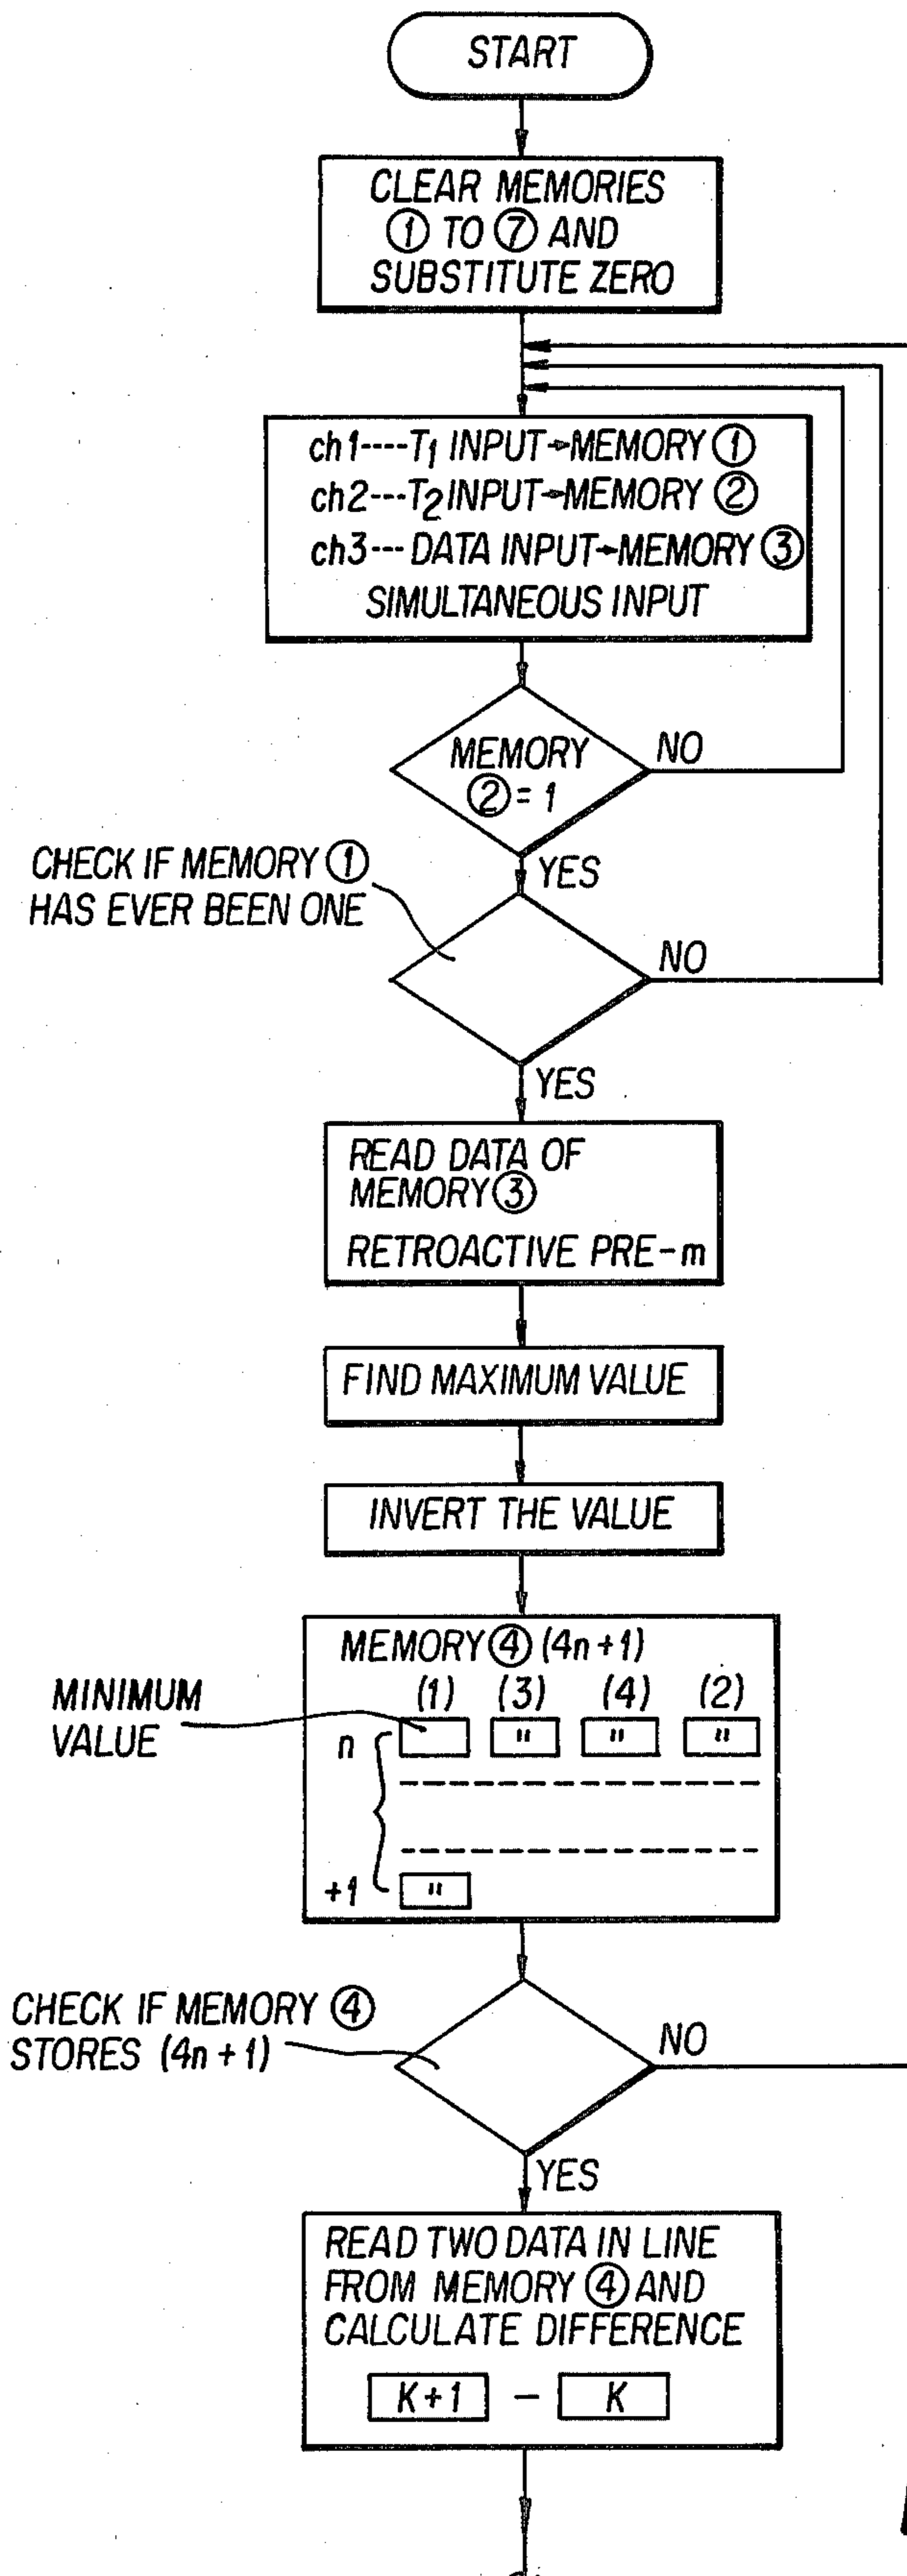 START
CLEAR MEMORIES
① TO ⑦ AND
SUBSTITUTE ZERO
ch1----T1 INPUT→MEMORY ①
ch2---T2 INPUT→MEMORY ②
ch3--- DATA INPUT→MEMORY ③
SIMULTANEOUS INPUT
MEMORY
② = 1
NO
YES
CHECK IF MEMORY ①
HAS EVER BEEN ONE
NO
YES
READ DATA OF
MEMORY ③
RETROACTIVE PRE-m
FIND MAXIMUM VALUE
INVERT THE VALUE
MEMORY ④ (4n+1)
(1) (3) (4) (2)
MINIMUM
VALUE
n " " "
+1 "
CHECK IF MEMORY ④
STORES (4n+1)
NO
YES
READ TWO DATA IN LINE
FROM MEMORY ④ AND
CALCULATE DIFFERENCE
K+1 - K